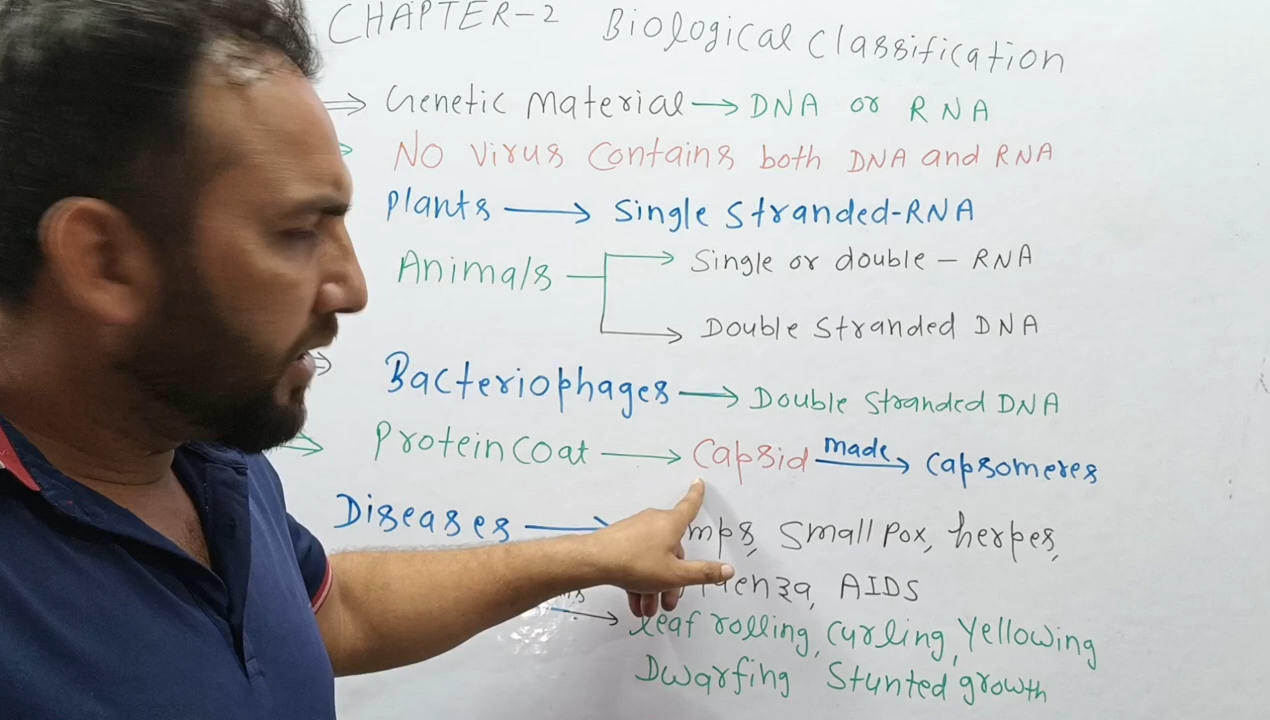 CHAPTER-2 Biological Classification
⇒ Genetic Material → DNA or RNA
No virus contains both DNA and RNA
Plants → Single Stranded-RNA
Animals → Single or double - RNA
→ Double Stranded DNA
Bacteriophages → Double Stranded DNA
Protein Coat → Capsid made → Capsomeres
Diseases → Small Pox, herpes,
AIDS
→ leaf rolling, Curling, Yellowing
Dwarfing Stunted growth